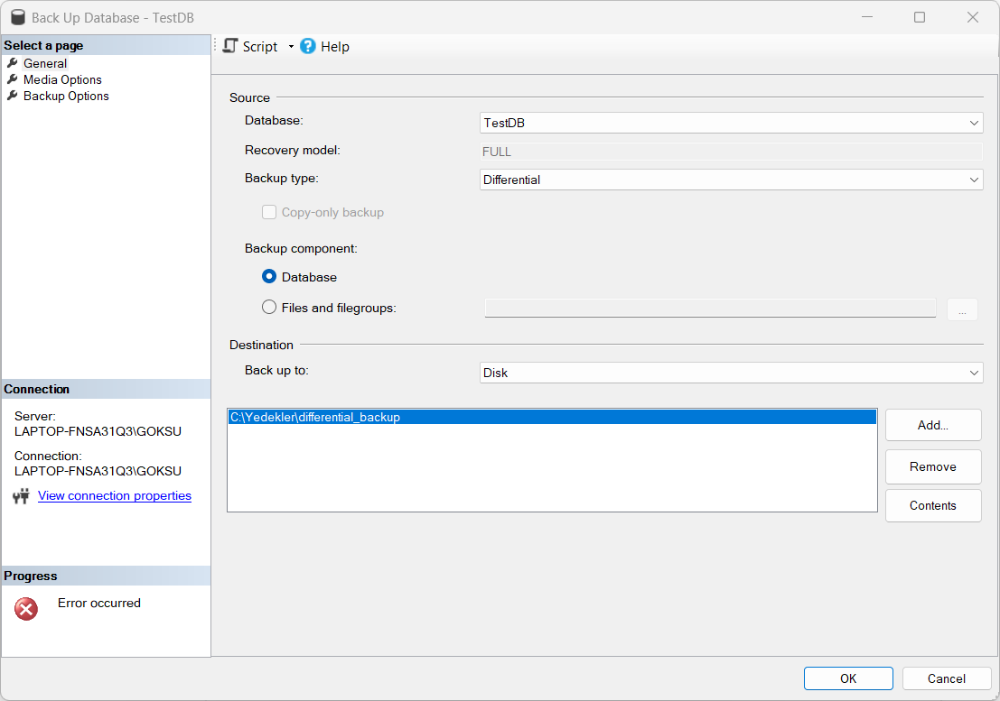 Back Up Database - TestDB
Select a page
General
Media Options
Backup Options
Script
Help
Source
Database:
TestDB
Recovery model:
FULL
Backup type:
Differential
Copy-only backup
Backup component:
Database
Files and filegroups:
...
Destination
Back up to:
Disk
C:\Yedekler\differential_backup
Add...
Remove
Contents
Connection
Server:
LAPTOP-FNSA31Q3\GOKSU
Connection:
LAPTOP-FNSA31Q3\GOKSU
View connection properties
Progress
Error occurred
OK
Cancel